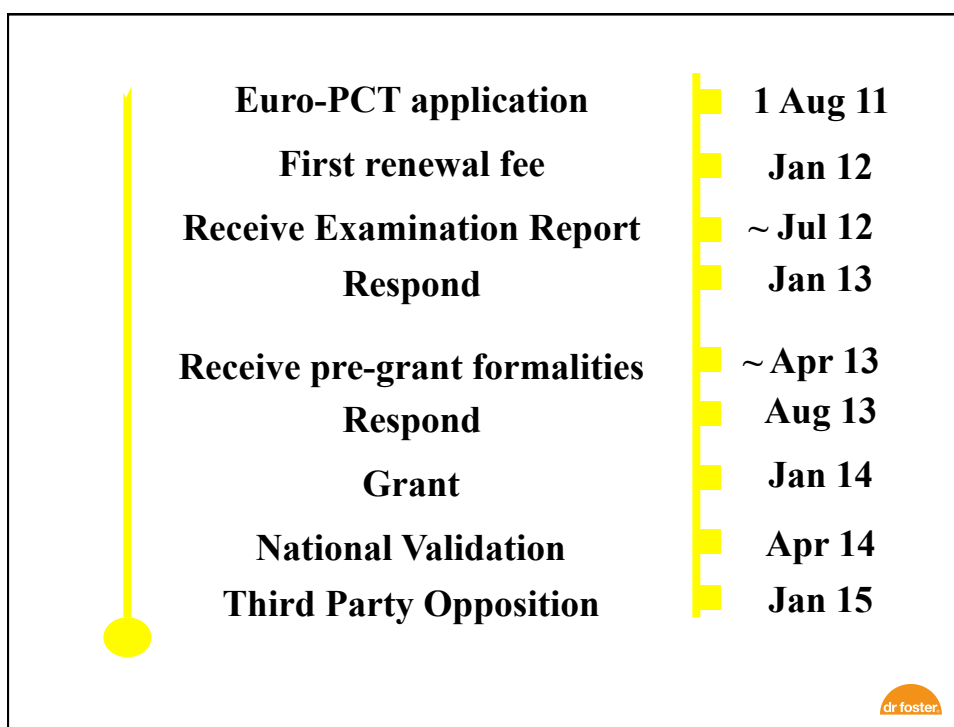 Euro-PCT application 1 Aug 11
First renewal fee Jan 12
Receive Examination Report ~ Jul 12
Respond Jan 13
Receive pre-grant formalities ~ Apr 13
Respond Aug 13
Grant Jan 14
National Validation Apr 14
Third Party Opposition Jan 15
dr foster.